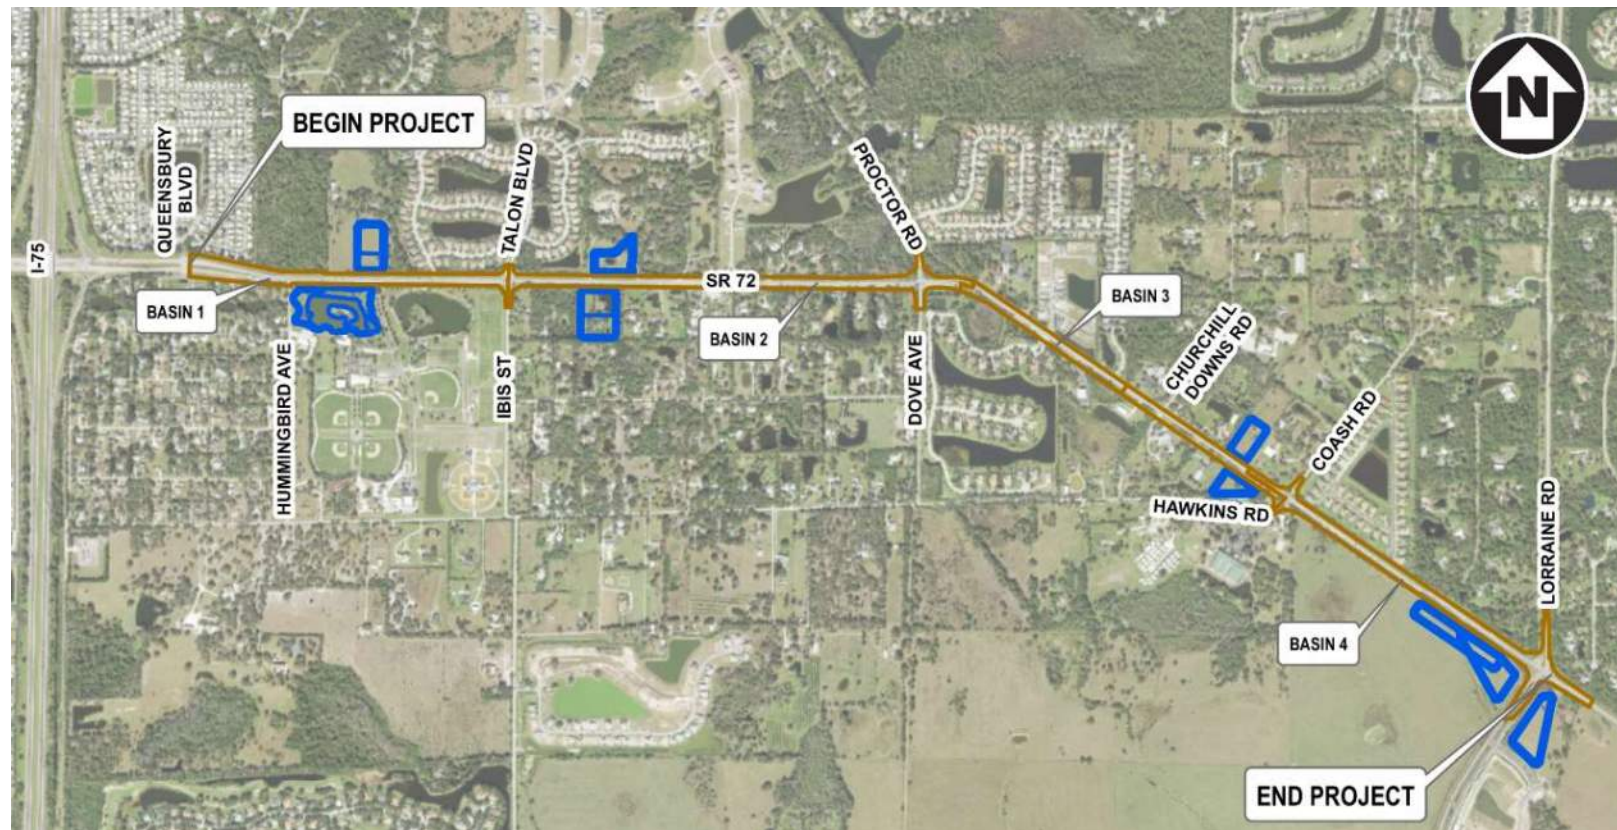 N
BEGIN PROJECT
QUEENSBURY
BLVD
TALON BLVD
PROCTOR RD
I-75
SR 72
BASIN 1
BASIN 2
BASIN 3
CHURCHILL
DOWNS RD
HUMMINGBIRD AVE
IBIS ST
DOVE AVE
COASH RD
HAWKINS RD
LORRAINE RD
BASIN 4
END PROJECT